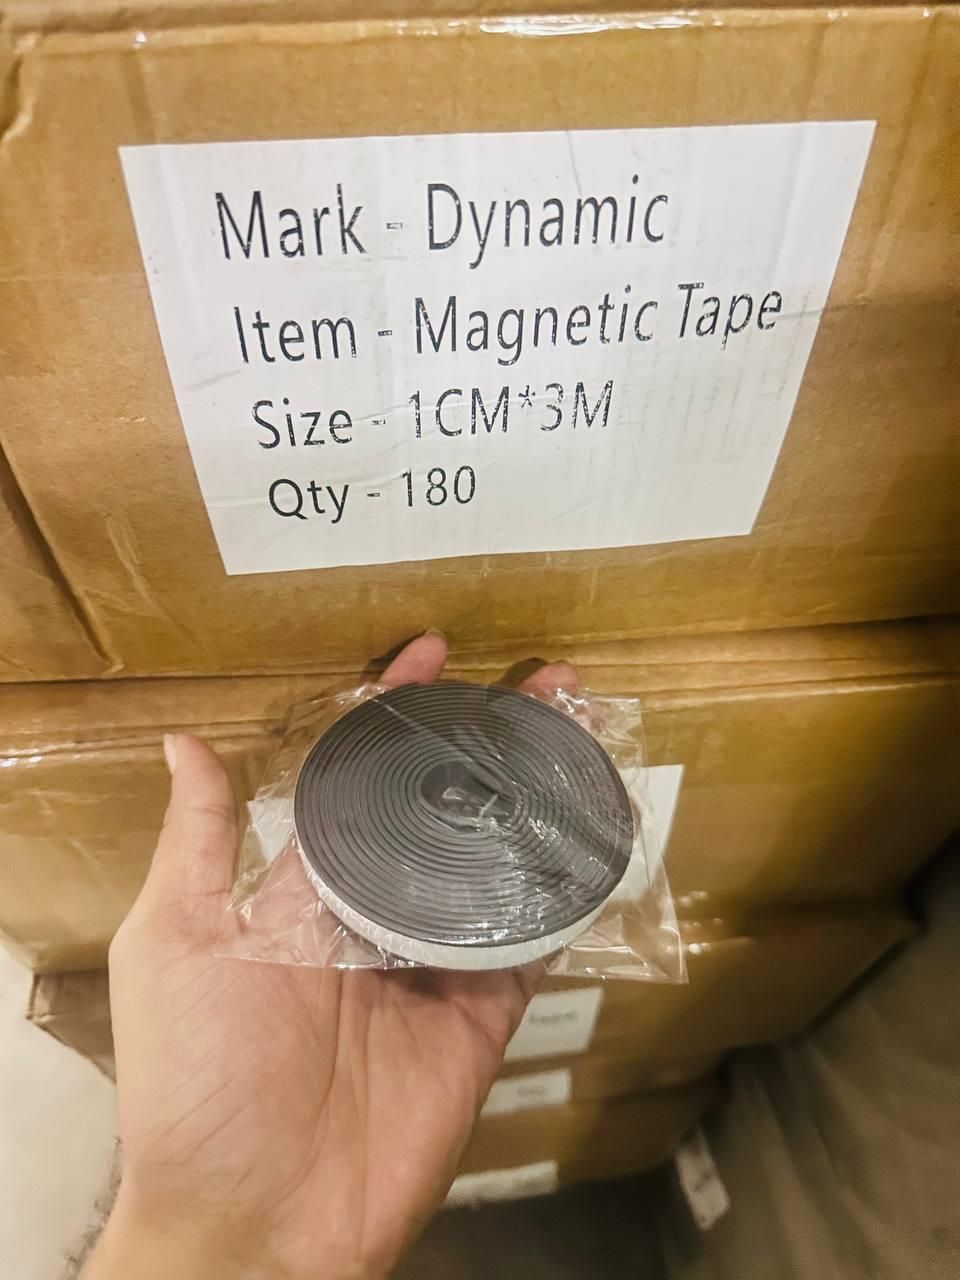 Mark - Dynamic
Item - Magnetic Tape
Size - 1CM*3M
Qty - 180